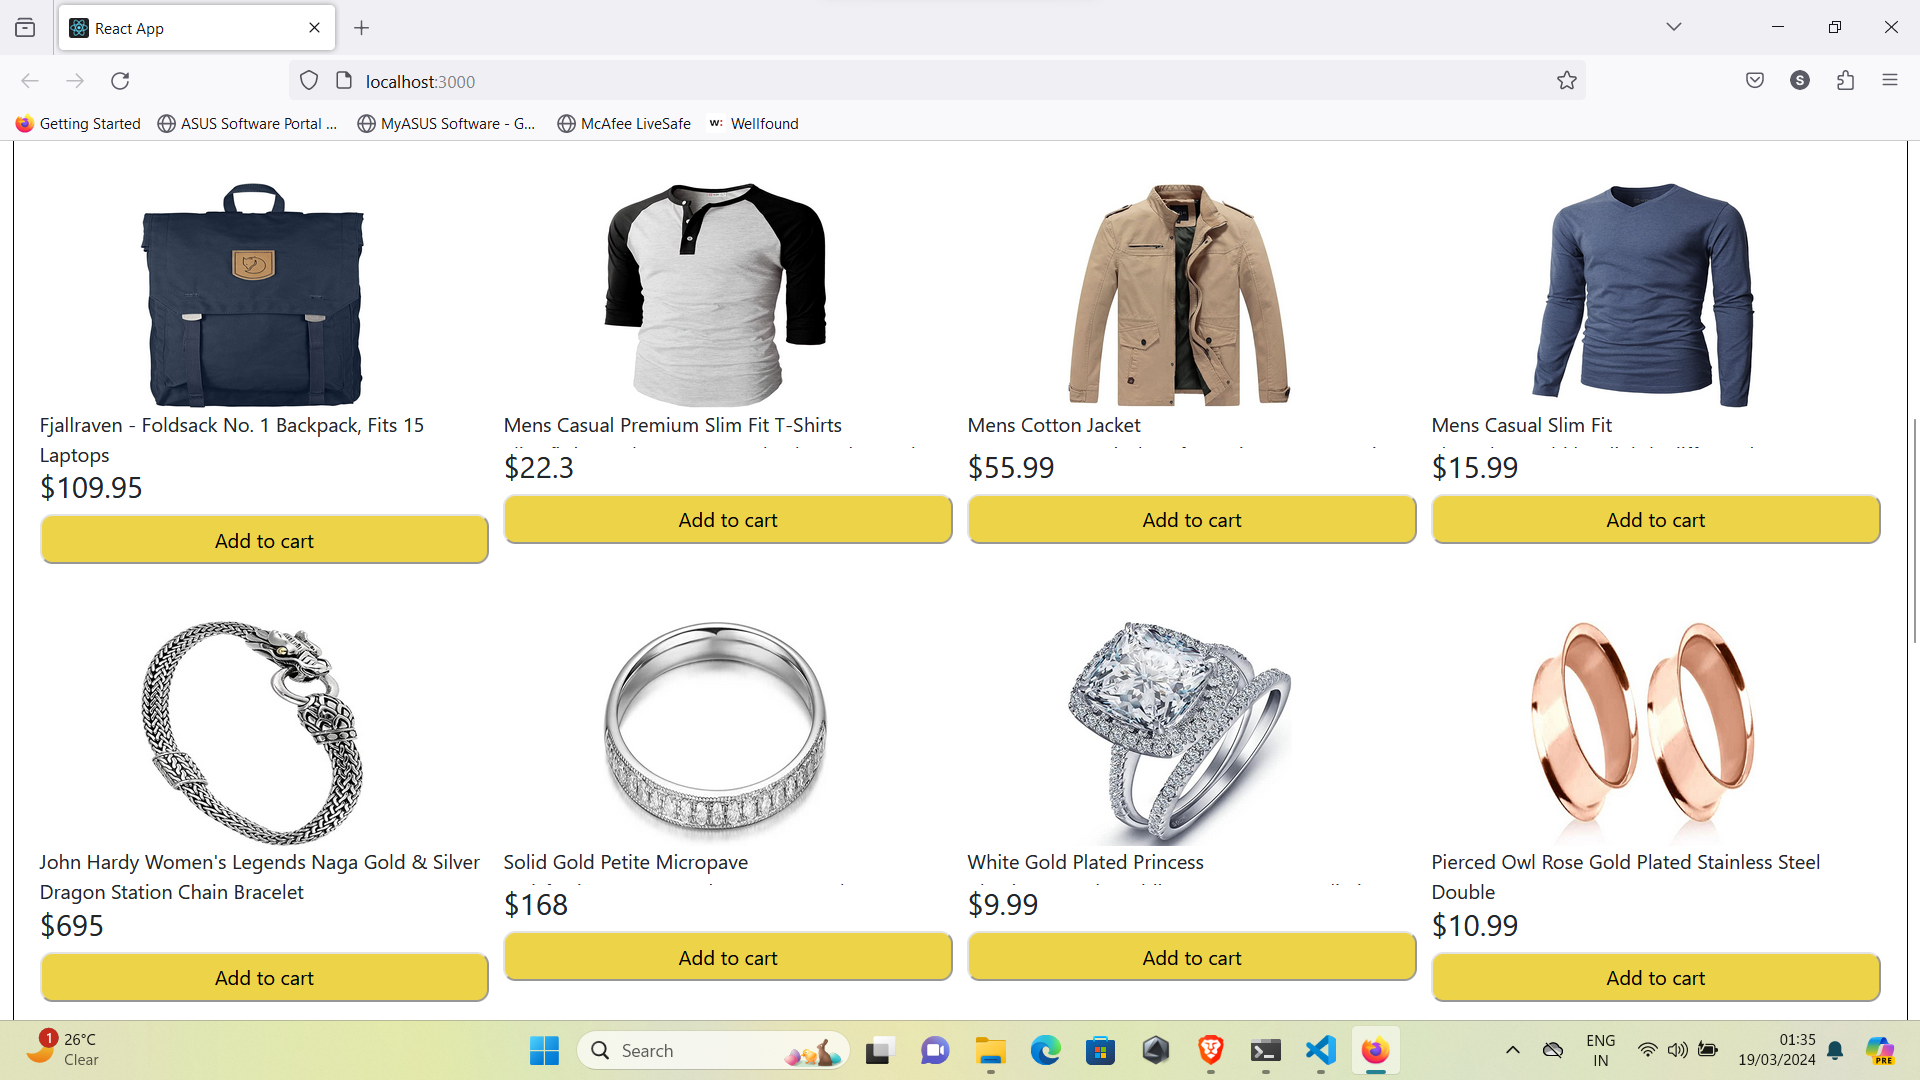 React App
localhost:3000
S
Getting Started
ASUS Software Portal ...
MyASUS Software - G...
McAfee LiveSafe
w:
Wellfound
Fjallraven - Foldsack No. 1 Backpack, Fits 15
Laptops
$109.95
Add to cart
Mens Casual Premium Slim Fit T-Shirts
$22.3
Add to cart
Mens Cotton Jacket
$55.99
Add to cart
Mens Casual Slim Fit
$15.99
Add to cart
John Hardy Women's Legends Naga Gold & Silver
Dragon Station Chain Bracelet
$695
Add to cart
Solid Gold Petite Micropave
$168
Add to cart
White Gold Plated Princess
$9.99
Add to cart
Pierced Owl Rose Gold Plated Stainless Steel
Double
$10.99
Add to cart
1
26°C
Clear
Search
ENG
IN
01:35
19/03/2024
PRE